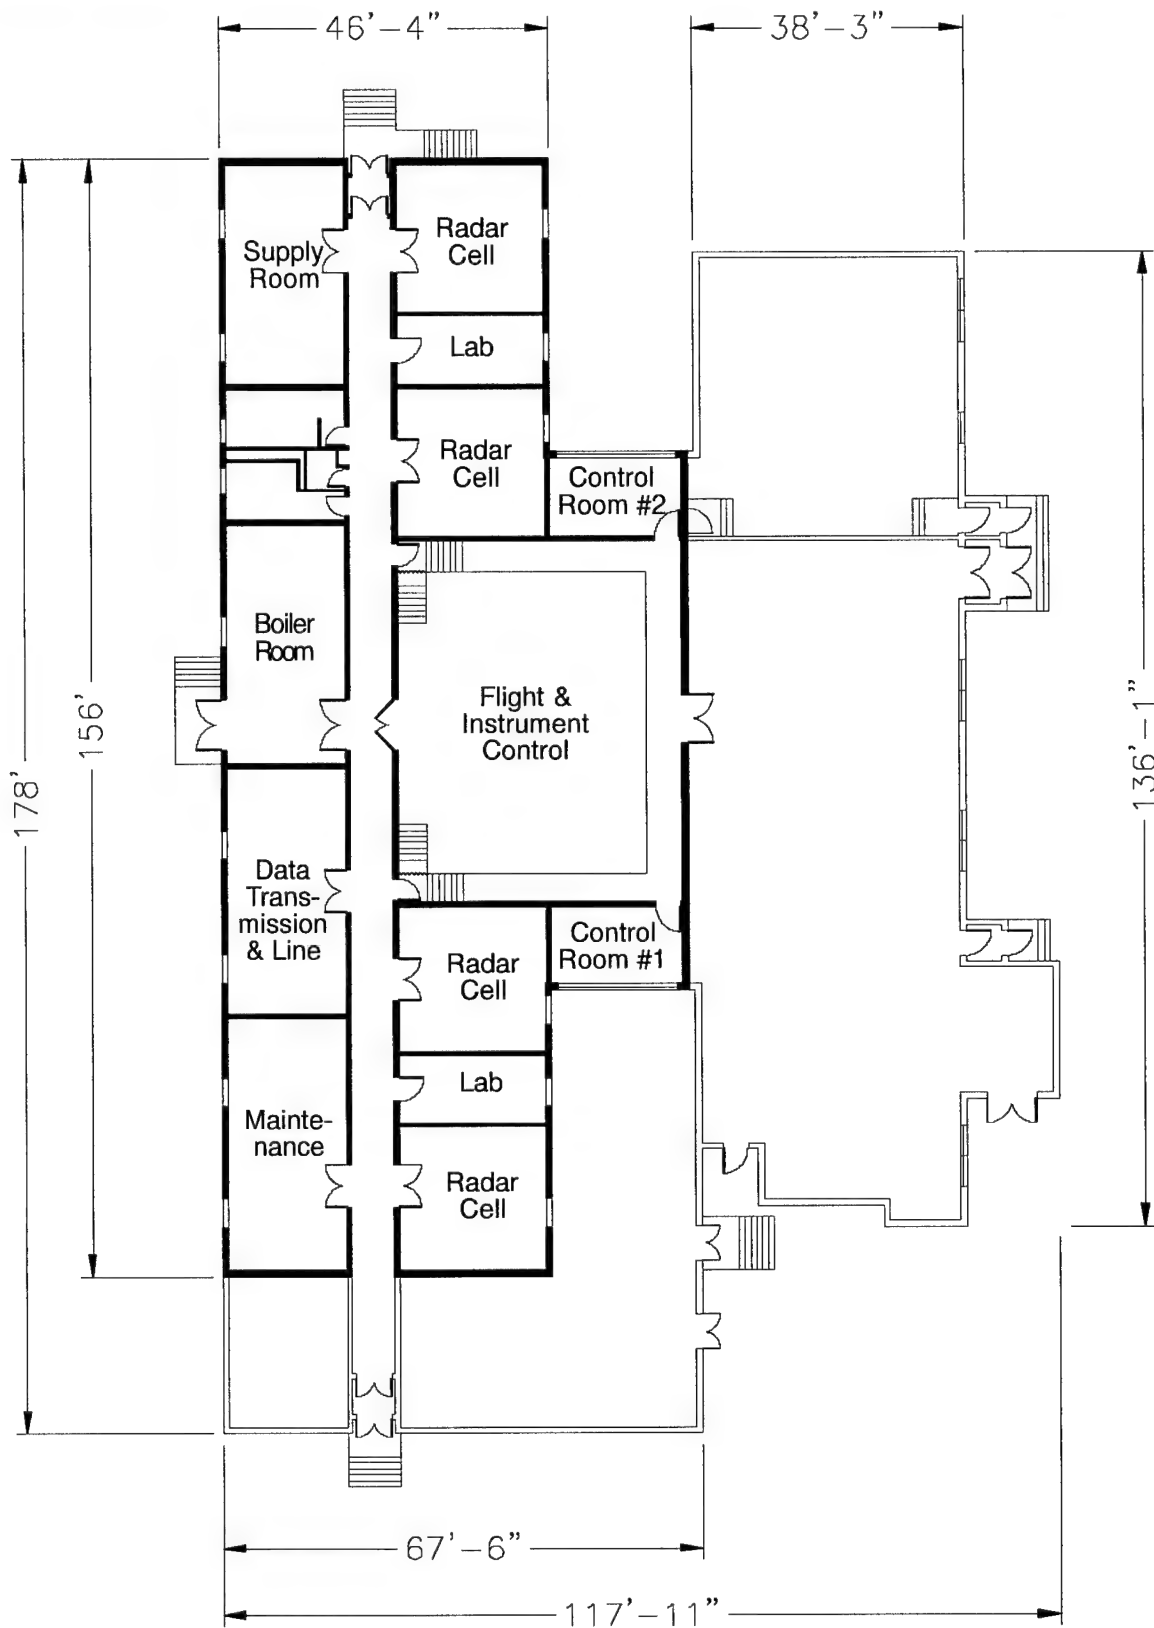 46'-4"
38'-3"
Radar
Cell
Supply
Room
Lab
Radar
Cell
Control
Room #2
Boiler
Room
Flight &
Instrument
Control
156'
178'
136'-1"
Data
Trans-
mission
& Line
Control
Room #1
Radar
Cell
Lab
Mainte-
nance
Radar
Cell
67'-6"
117'-11"